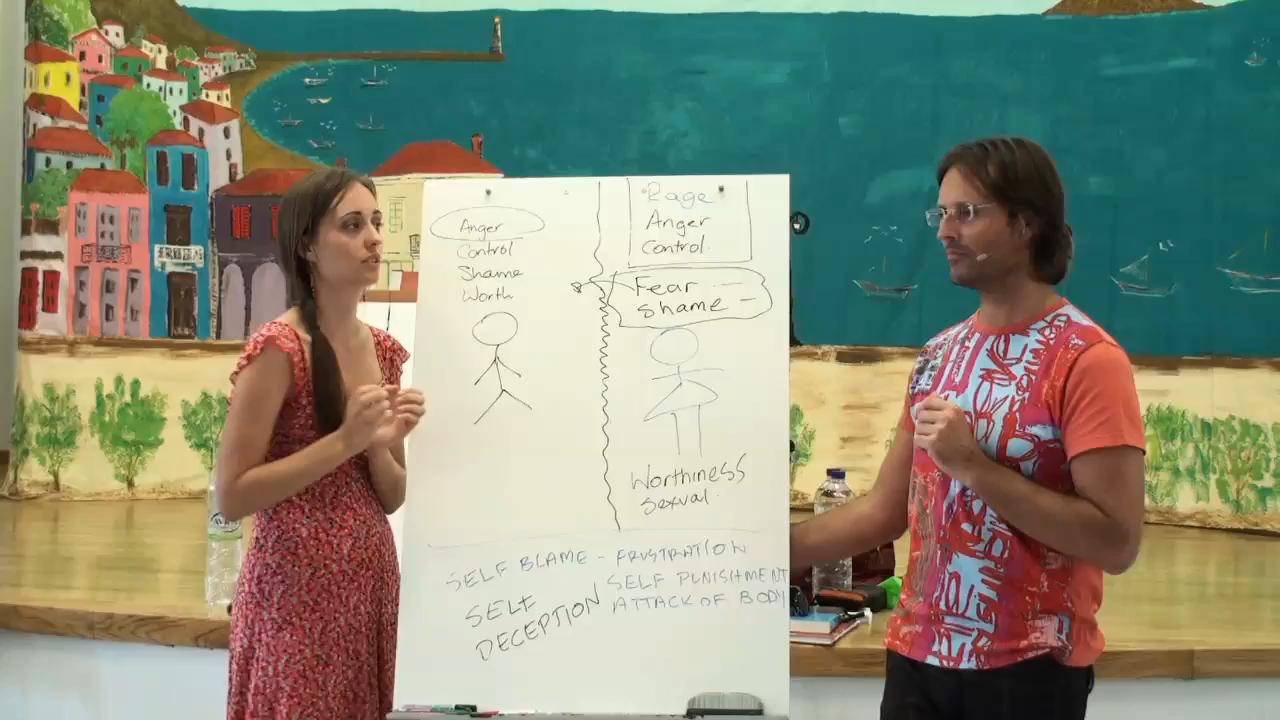 Anger
Control
Shame
Worth
Rage
Anger
Control.
Fear —
Shame —
Worthiness
Sexual.
SELF BLAME - FRUSTRATION
SELF PUNISHMENT
ATTACK OF BODY
SELF
DECEPTION